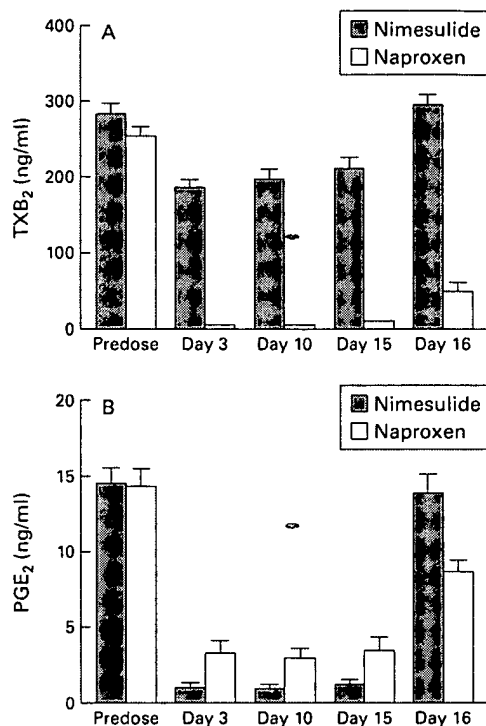 A
Nimesulide
Naproxen
TXB₂ (ng/ml)
400
300
200
100
0
Predose Day 3 Day 10 Day 15 Day 16
B
Nimesulide
Naproxen
PGE₂ (ng/ml)
20
15
10
5
0
Predose Day 3 Day 10 Day 15 Day 16